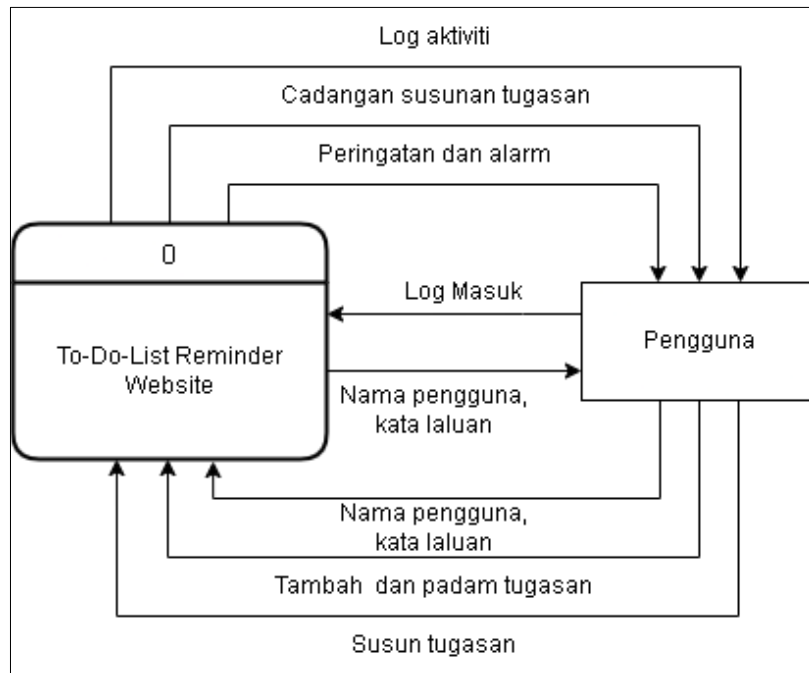 Log aktiviti
Cadangan susunan tugasan
Peringatan dan alarm
0
To-Do-List Reminder
Website
Log Masuk
Pengguna
Nama pengguna,
kata laluan
Nama pengguna,
kata laluan
Tambah dan padam tugasan
Susun tugasan